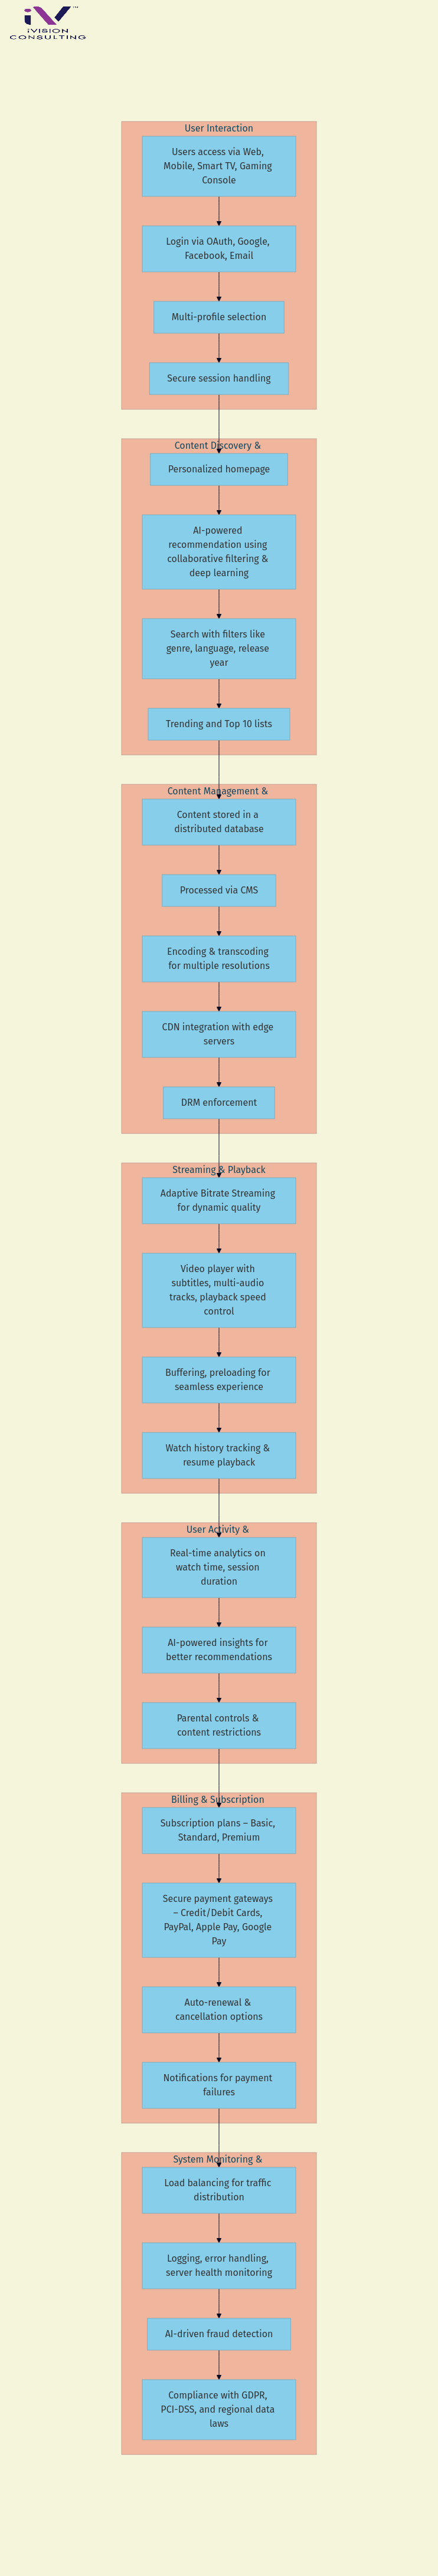 iVISION
CONSULTING
User Interaction
Users access via Web,
Mobile, Smart TV, Gaming
Console
Login via OAuth, Google,
Facebook, Email
Multi-profile selection
Secure session handling
Content Discovery &
Personalized homepage
AI-powered
recommendation using
collaborative filtering &
deep learning
Search with filters like
genre, language, release
year
Trending and Top 10 lists
Content Management &
Content stored in a
distributed database
Processed via CMS
Encoding & transcoding
for multiple resolutions
CDN integration with edge
servers
DRM enforcement
Streaming & Playback
Adaptive Bitrate Streaming
for dynamic quality
Video player with
subtitles, multi-audio
tracks, playback speed
control
Buffering, preloading for
seamless experience
Watch history tracking &
resume playback
User Activity &
Real-time analytics on
watch time, session
duration
AI-powered insights for
better recommendations
Parental controls &
content restrictions
Billing & Subscription
Subscription plans – Basic,
Standard, Premium
Secure payment gateways
– Credit/Debit Cards,
PayPal, Apple Pay, Google
Pay
Auto-renewal &
cancellation options
Notifications for payment
failures
System Monitoring &
Load balancing for traffic
distribution
Logging, error handling,
server health monitoring
AI-driven fraud detection
Compliance with GDPR,
PCI-DSS, and regional data
laws